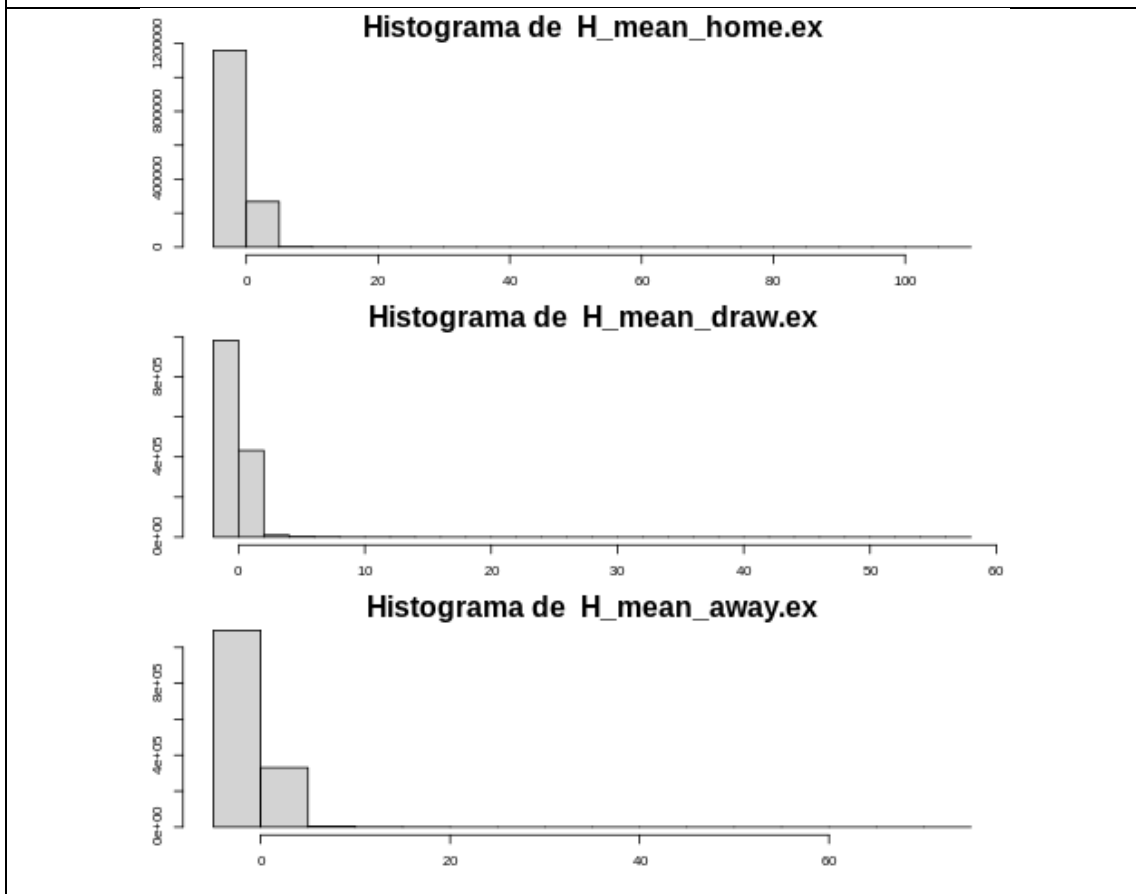 Histograma de H_mean_home.ex
1200000
800000
400000
0
0 20 40 60 80 100
Histograma de H_mean_draw.ex
8e+05
4e+05
0e+00
0 10 20 30 40 50 60
Histograma de H_mean_away.ex
8e+05
4e+05
0e+00
0 20 40 60